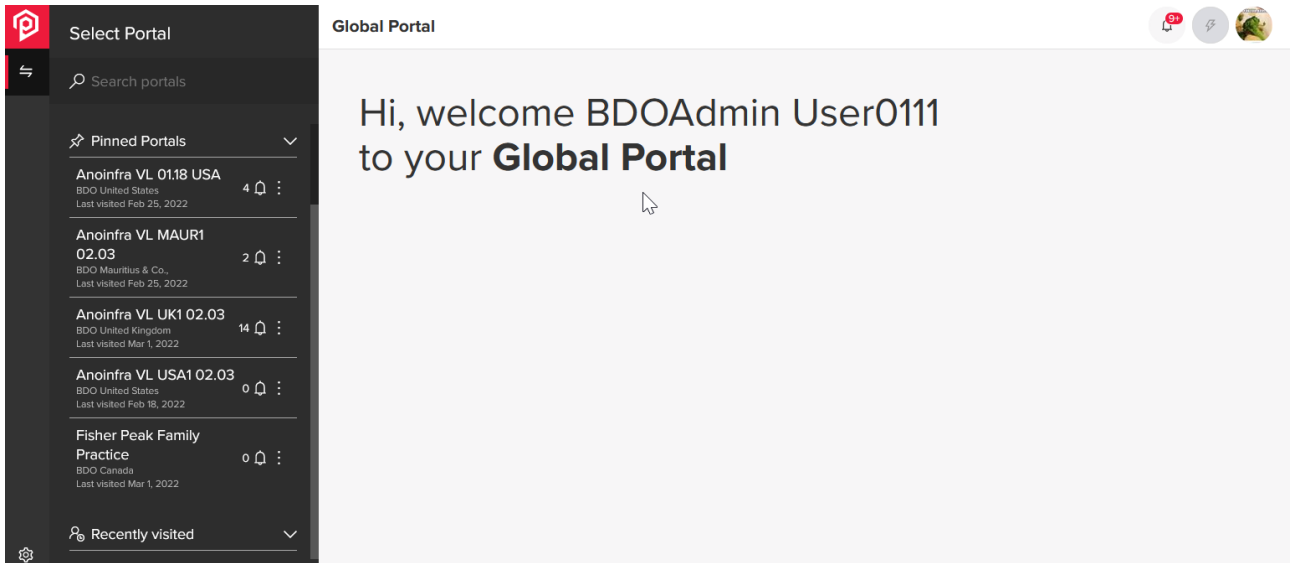 Select Portal
Search portals
Pinned Portals
Anoinfra VL 01.18 USA
BDO United States
Last visited Feb 25, 2022
4
Anoinfra VL MAUR1
02.03
BDO Mauritius & Co.,
Last visited Feb 25, 2022
2
Anoinfra VL UK1 02.03
BDO United Kingdom
Last visited Mar 1, 2022
14
Anoinfra VL USA1 02.03
BDO United States
Last visited Feb 18, 2022
0
Fisher Peak Family
Practice
BDO Canada
Last visited Mar 1, 2022
0
Recently visited
Global Portal
9+
Hi, welcome BDOAdmin User0111
to your Global Portal